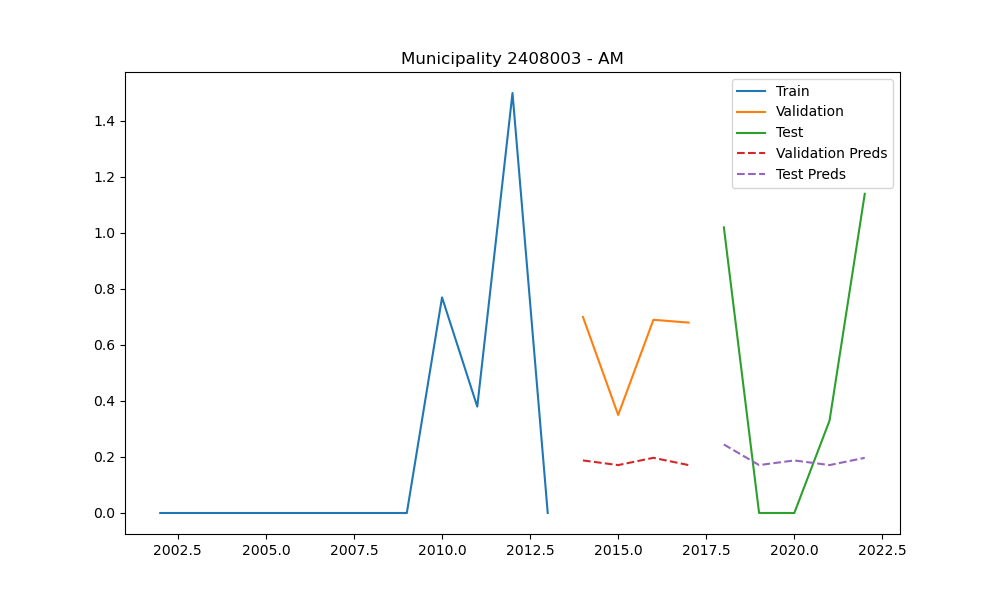 Municipality 2408003 - AM
Train
Validation
Test
Validation Preds
Test Preds
1.4
1.2
1.0
0.8
0.6
0.4
0.2
0.0
2002.5 2005.0 2007.5 2010.0 2012.5 2015.0 2017.5 2020.0 2022.5